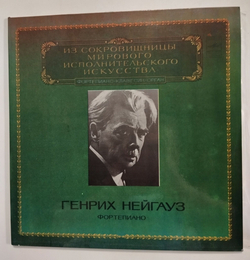 ИЗ СОКРОВИЩНИЦЫ
МИРОВОГО
ИСПОЛНИТЕЛЬСКОГО
ИСКУССТВА
ГЕНРИХ НЕЙГАУЗ
ФОРТЕПИАНО